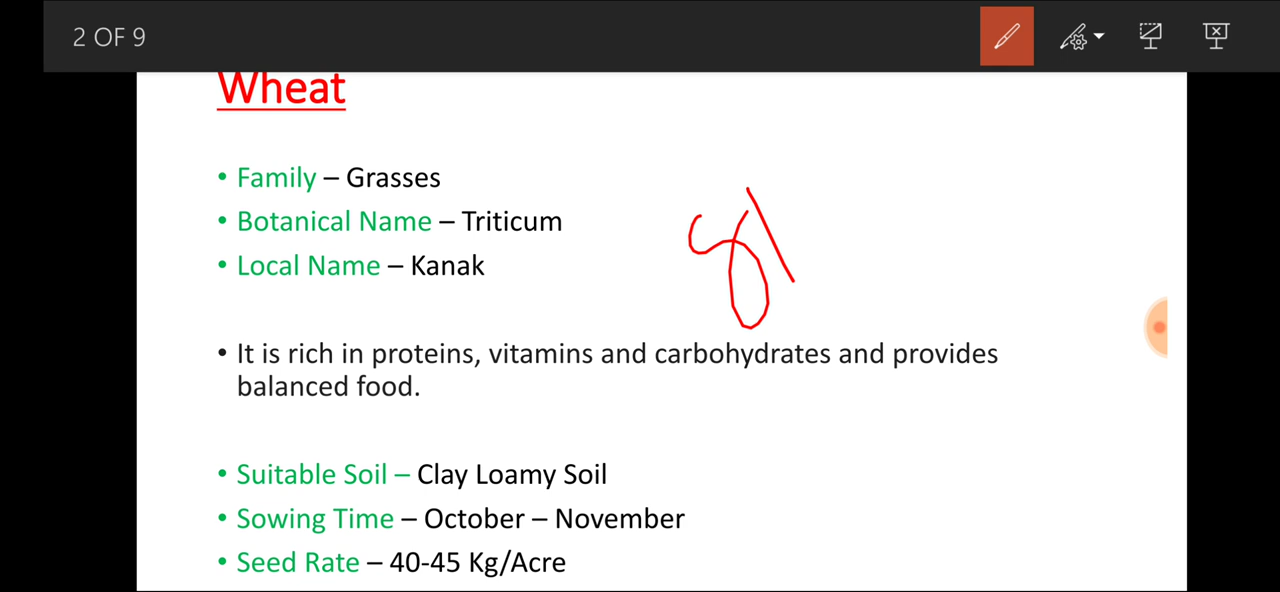 2 OF 9
Wheat
• Family – Grasses
• Botanical Name – Triticum
• Local Name – Kanak
• It is rich in proteins, vitamins and carbohydrates and provides
balanced food.
• Suitable Soil – Clay Loamy Soil
• Sowing Time – October – November
• Seed Rate – 40-45 Kg/Acre